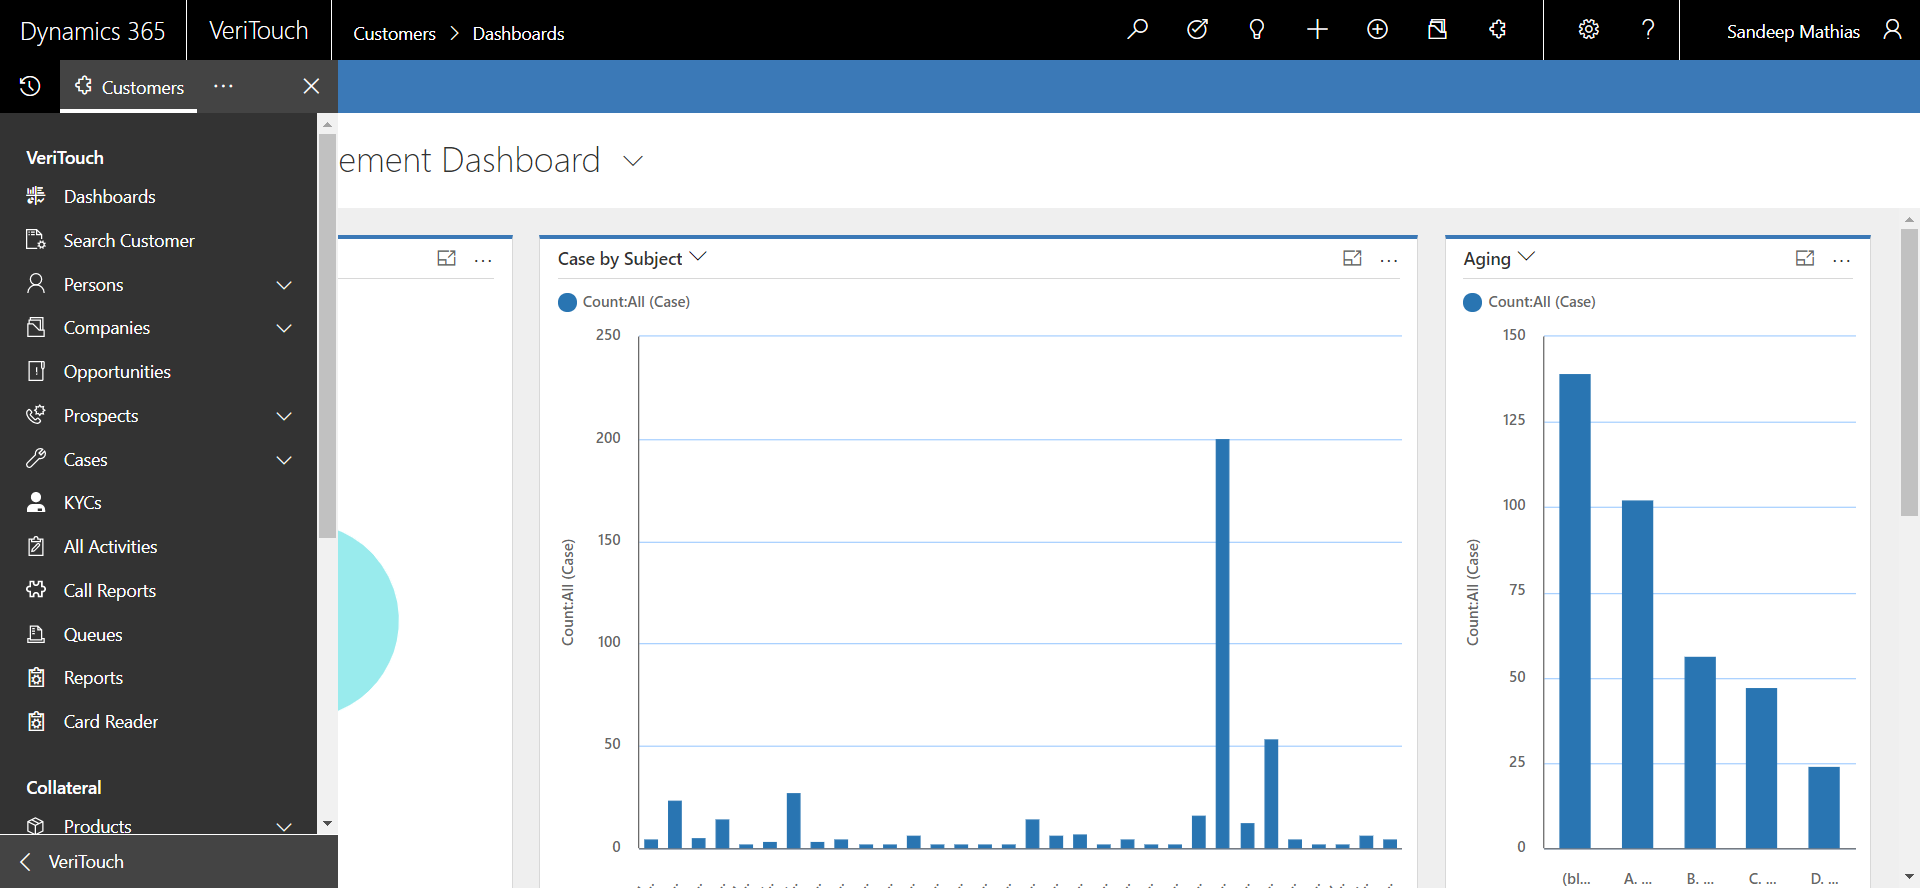 Dynamics 365
VeriTouch
Customers
Dashboards
Sandeep Mathias
Customers
VeriTouch
Dashboards
Search Customer
Persons
Companies
Opportunities
Prospects
Cases
KYCs
All Activities
Call Reports
Queues
Reports
Card Reader
Collateral
Products
VeriTouch
ement Dashboard
Case by Subject
Count:All (Case)
250
200
150
100
50
0
Count:All (Case)
Aging
Count:All (Case)
150
125
100
75
50
25
0
Count:All (Case)
(bl...
A. ...
B. ...
C. ...
D. ...